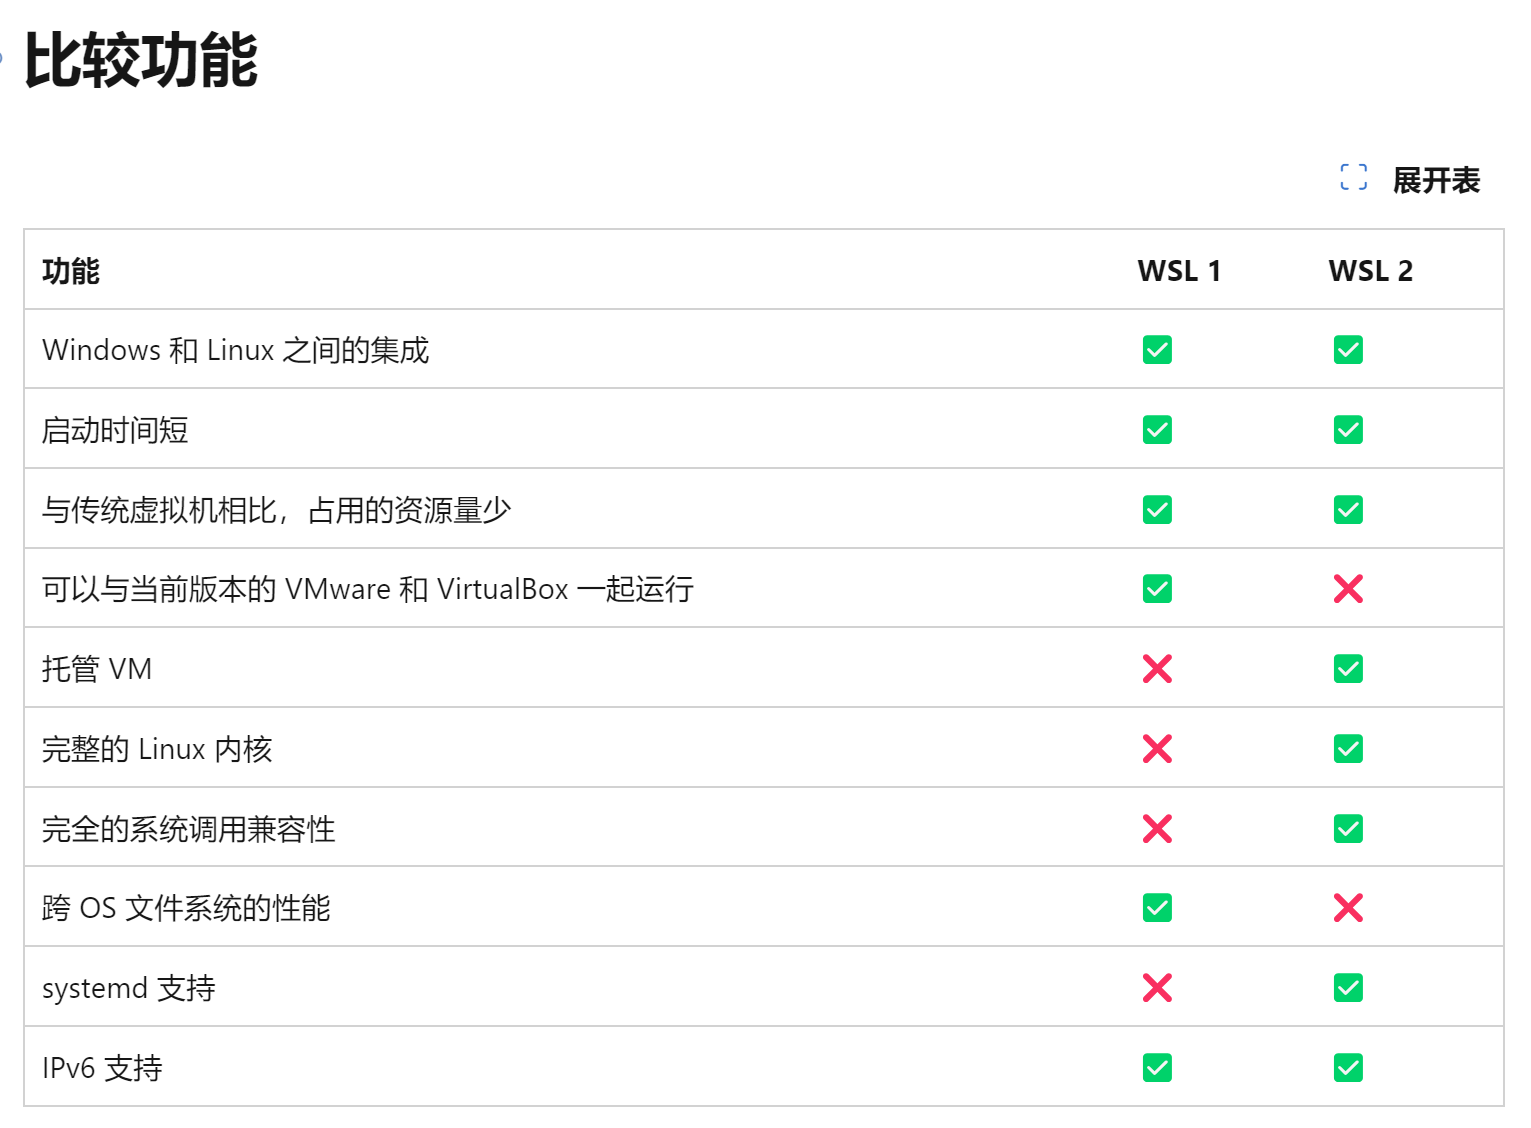 比较功能
展开表
功能 WSL 1 WSL 2
Windows 和 Linux 之间的集成 ✅ ✅
启动时间短 ✅ ✅
与传统虚拟机相比，占用的资源量少 ✅ ✅
可以与当前版本的 VMware 和 VirtualBox 一起运行 ✅ ❌
托管 VM ❌ ✅
完整的 Linux 内核 ❌ ✅
完全的系统调用兼容性 ❌ ✅
跨 OS 文件系统的性能 ✅ ❌
systemd 支持 ❌ ✅
IPv6 支持 ✅ ✅